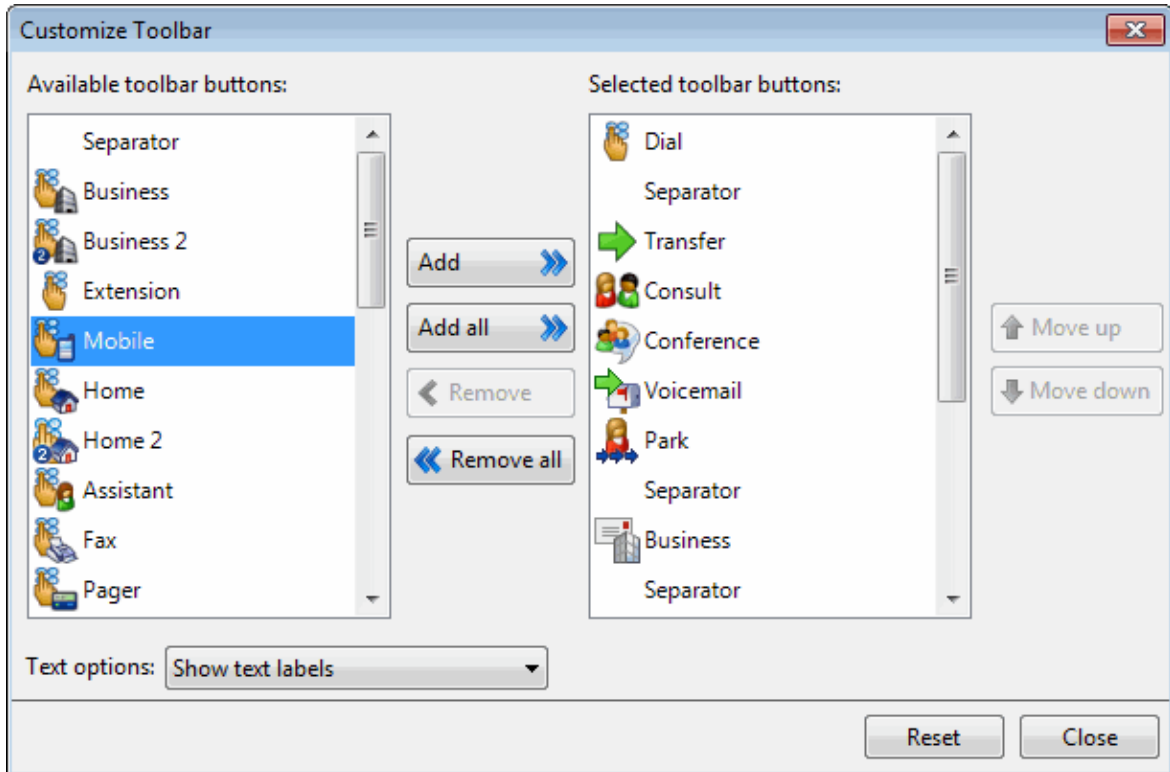 Customize Toolbar
Available toolbar buttons:
Separator
Business
Business 2
2
Extension
Mobile
Home
Home 2
2
Assistant
Fax
Pager
Add
Add all
Remove
Remove all
Selected toolbar buttons:
Dial
Separator
Transfer
Consult
Conference
Voicemail
Park
Separator
Business
Separator
Move up
Move down
Text options: Show text labels
Reset
Close